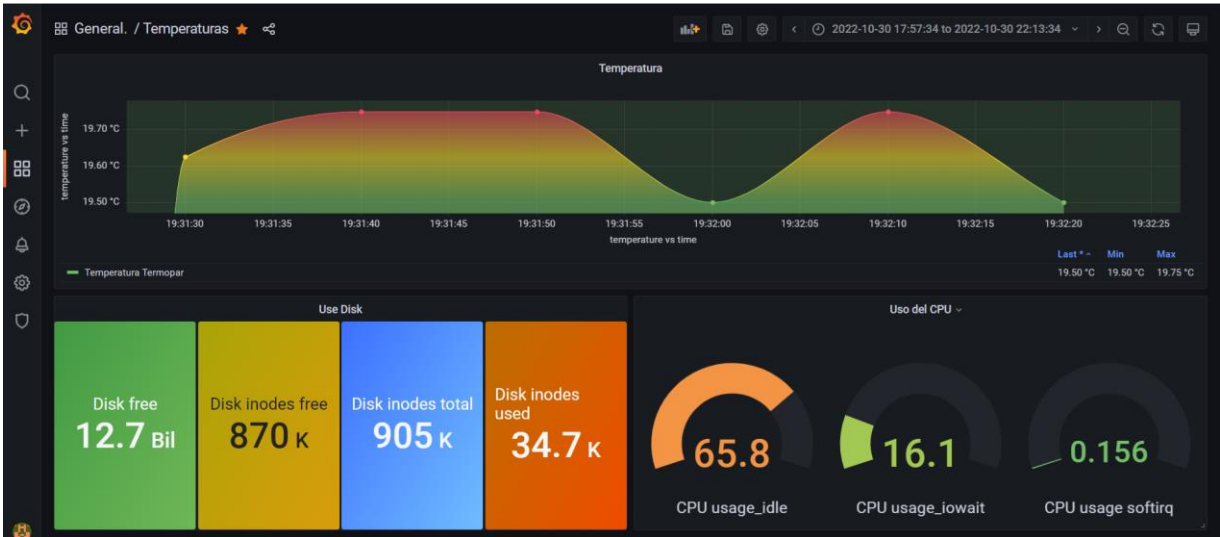 General. / Temperaturas
2022-10-30 17:57:34 to 2022-10-30 22:13:34
Temperatura
temperature vs time
19.70 °C
19.60 °C
19.50 °C
19:31:30 19:31:35 19:31:40 19:31:45 19:31:50 19:31:55 19:32:00 19:32:05 19:32:10 19:32:15 19:32:20 19:32:25
temperature vs time
Last * Min Max
Temperatura Termopar 19.50 °C 19.50 °C 19.75 °C
Use Disk
Disk free
12.7 Bil
Disk inodes free
870 K
Disk inodes total
905 K
Disk inodes
used
34.7 K
Uso del CPU
65.8
CPU usage_idle
16.1
CPU usage_iowait
0.156
CPU usage softirq